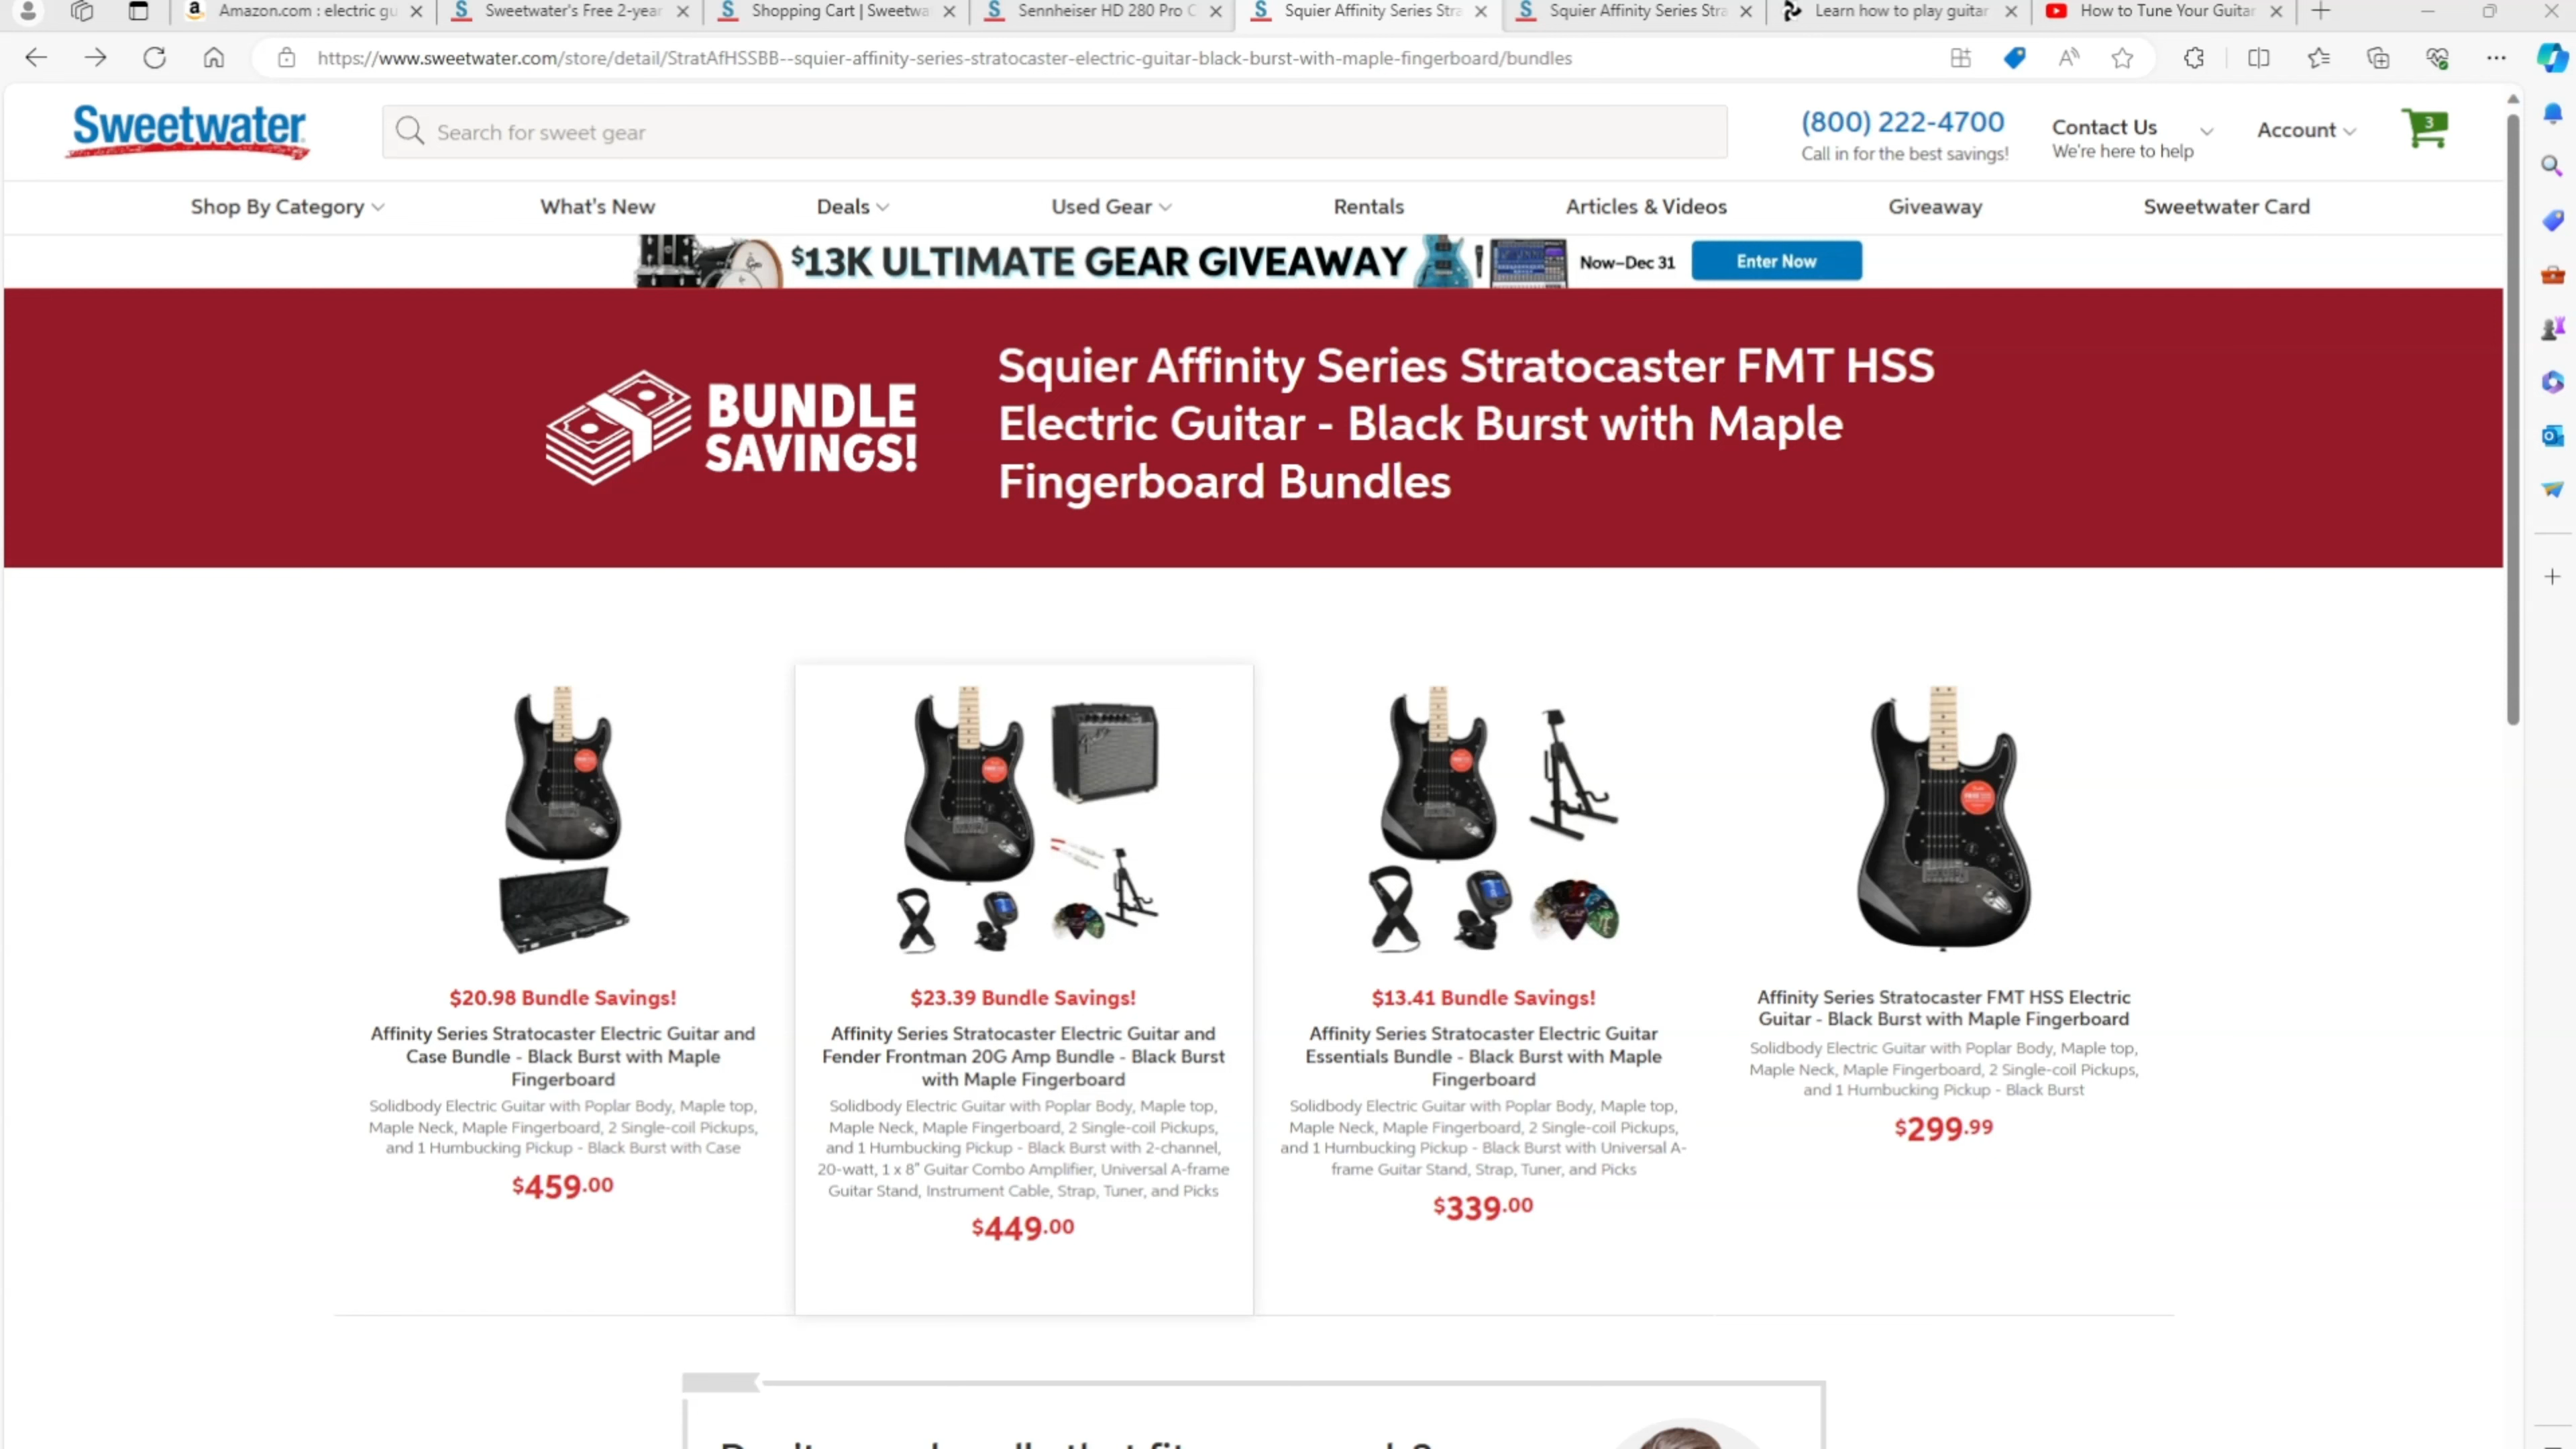 Amazon.com : electric gu
Sweetwater's Free 2-year
Shopping Cart | Sweetwa
Sennheiser HD 280 Pro C
Squier Affinity Series Stra
Squier Affinity Series Stra
Learn how to play guitar
How to Tune Your Guitar
https://www.sweetwater.com/store/detail/StratAfHSSBB--squier-affinity-series-stratocaster-electric-guitar-black-burst-with-maple-fingerboard/bundles
Sweetwater
Search for sweet gear
(800) 222-4700
Call in for the best savings!
Contact Us
We're here to help
Account
3
Shop By Category
What's New
Deals
Used Gear
Rentals
Articles & Videos
Giveaway
Sweetwater Card
$13K ULTIMATE GEAR GIVEAWAY
Now–Dec 31
Enter Now
BUNDLE
SAVINGS!
Squier Affinity Series Stratocaster FMT HSS
Electric Guitar - Black Burst with Maple
Fingerboard Bundles
$20.98 Bundle Savings!
Affinity Series Stratocaster Electric Guitar and
Case Bundle - Black Burst with Maple
Fingerboard
Solidbody Electric Guitar with Poplar Body, Maple top,
Maple Neck, Maple Fingerboard, 2 Single-coil Pickups,
and 1 Humbucking Pickup - Black Burst with Case
$459.00
$23.39 Bundle Savings!
Affinity Series Stratocaster Electric Guitar and
Fender Frontman 20G Amp Bundle - Black Burst
with Maple Fingerboard
Solidbody Electric Guitar with Poplar Body, Maple top,
Maple Neck, Maple Fingerboard, 2 Single-coil Pickups,
and 1 Humbucking Pickup - Black Burst with 2-channel,
20-watt, 1 x 8" Guitar Combo Amplifier, Universal A-frame
Guitar Stand, Instrument Cable, Strap, Tuner, and Picks
$449.00
$13.41 Bundle Savings!
Affinity Series Stratocaster Electric Guitar
Essentials Bundle - Black Burst with Maple
Fingerboard
Solidbody Electric Guitar with Poplar Body, Maple top,
Maple Neck, Maple Fingerboard, 2 Single-coil Pickups,
and 1 Humbucking Pickup - Black Burst with Universal A-
frame Guitar Stand, Strap, Tuner, and Picks
$339.00
Affinity Series Stratocaster FMT HSS Electric
Guitar - Black Burst with Maple Fingerboard
Solidbody Electric Guitar with Poplar Body, Maple top,
Maple Neck, Maple Fingerboard, 2 Single-coil Pickups,
and 1 Humbucking Pickup - Black Burst
$299.99